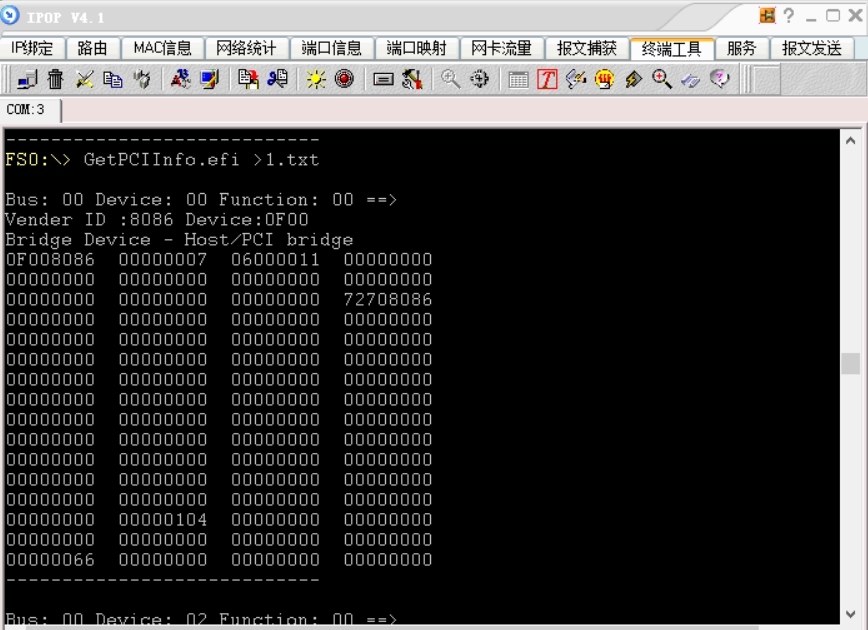 IPOP V4.1
IP绑定 路由 MAC信息 网络统计 端口信息 端口映射 网卡流量 报文捕获 终端工具 服务 报文发送
COM:3
-----------------------------
FS0:\> GetPCIInfo.efi >1.txt
Bus: 00 Device: 00 Function: 00 ==>
Vender ID :8086 Device:0F00
Bridge Device - Host/PCI bridge
0F008086 00000007 06000011 00000000
00000000 00000000 00000000 00000000
00000000 00000000 00000000 72708086
00000000 00000000 00000000 00000000
00000000 00000000 00000000 00000000
00000000 00000000 00000000 00000000
00000000 00000000 00000000 00000000
00000000 00000000 00000000 00000000
00000000 00000000 00000000 00000000
00000000 00000000 00000000 00000000
00000000 00000000 00000000 00000000
00000000 00000000 00000000 00000000
00000000 00000000 00000000 00000000
00000000 00000104 00000000 00000000
00000000 00000000 00000000 00000000
00000066 00000000 00000000 00000000
-----------------------------
Bus: 00 Device: 02 Function: 00 ==>